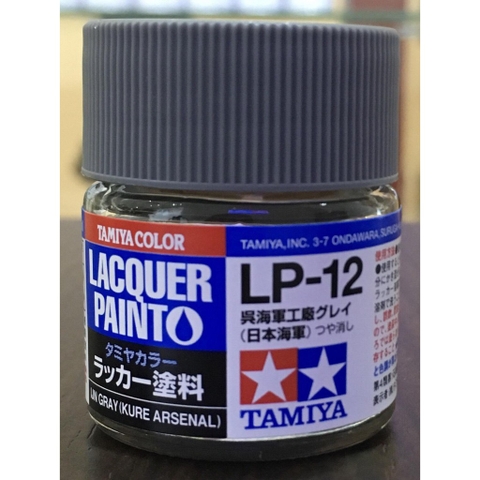 TAMIYA COLOR
TAMIYA, INC. 3-7 ONDAWARA, SURUGA-
LACQUER
PAINT
タミヤカラー
ラッカー塗料
IJN GRAY (KURE ARSENAL)
LP-12
呉海軍工廠グレイ
(日本海軍) つや消し
TAMIYA